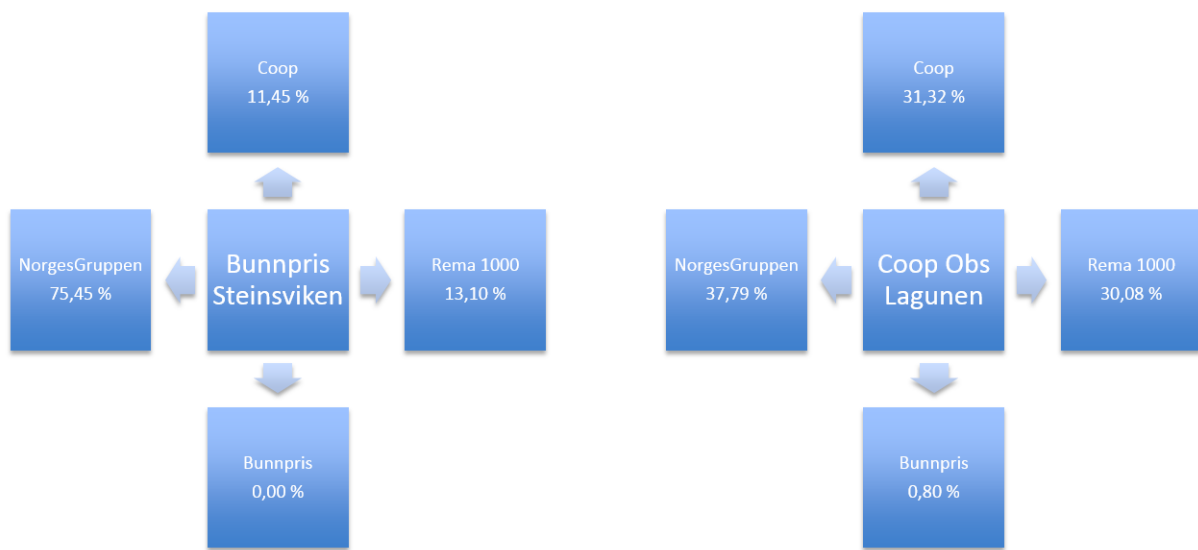 Coop
11,45 %
NorgesGruppen
75,45 %
Bunnpris
Steinsviken
Rema 1000
13,10 %
Bunnpris
0,00 %
Coop
31,32 %
NorgesGruppen
37,79 %
Coop Obs
Lagunen
Rema 1000
30,08 %
Bunnpris
0,80 %